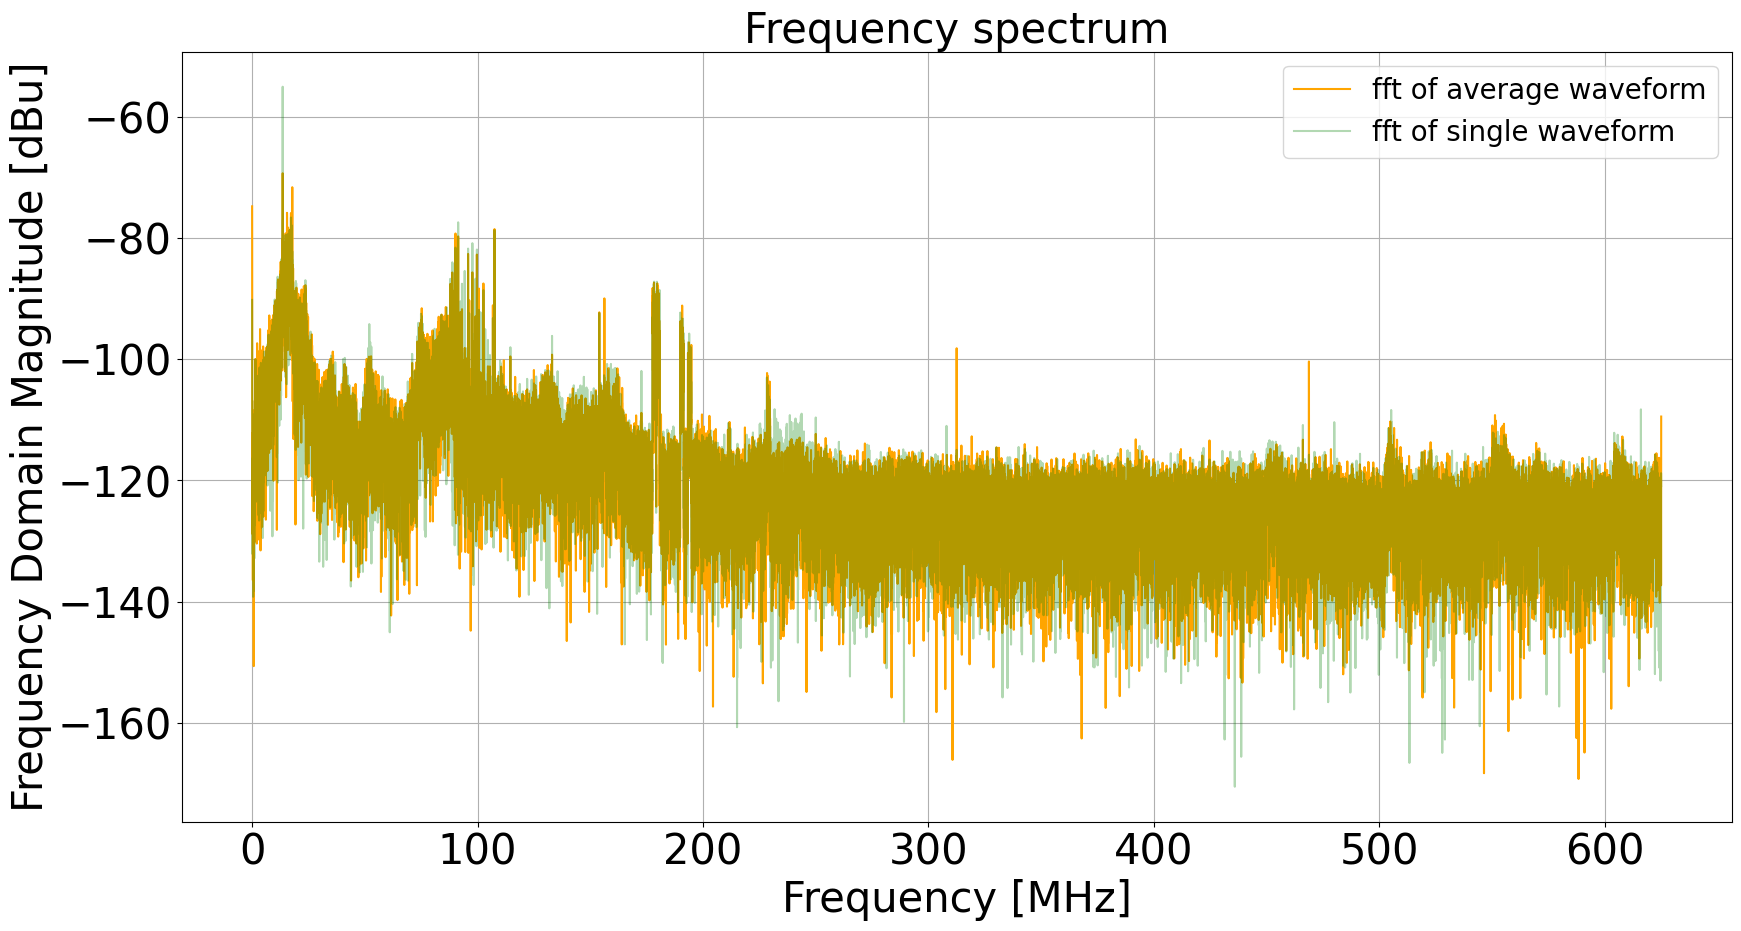 Frequency spectrum
fft of average waveform
fft of single waveform
Frequency Domain Magnitude [dBu]
−60
−80
−100
−120
−140
−160
0 100 200 300 400 500 600
Frequency [MHz]